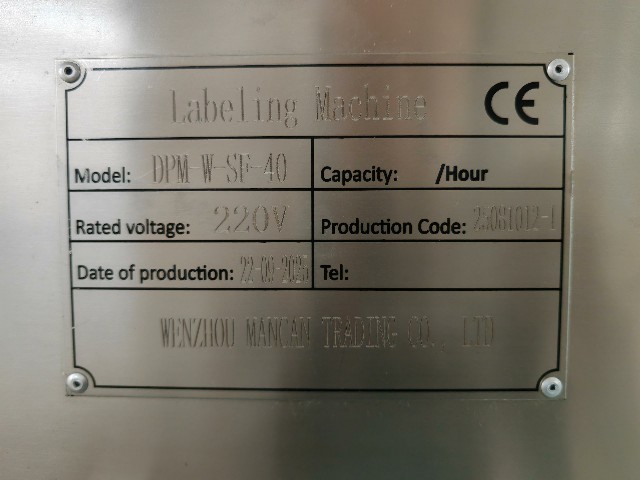 Labeling Machine CE
Model: DPM-W-SF-40 Capacity: /Hour
Rated voltage: 220V Production Code:
Date of production: Tel:
WENZHOU MANCAN TRADING CO., LTD